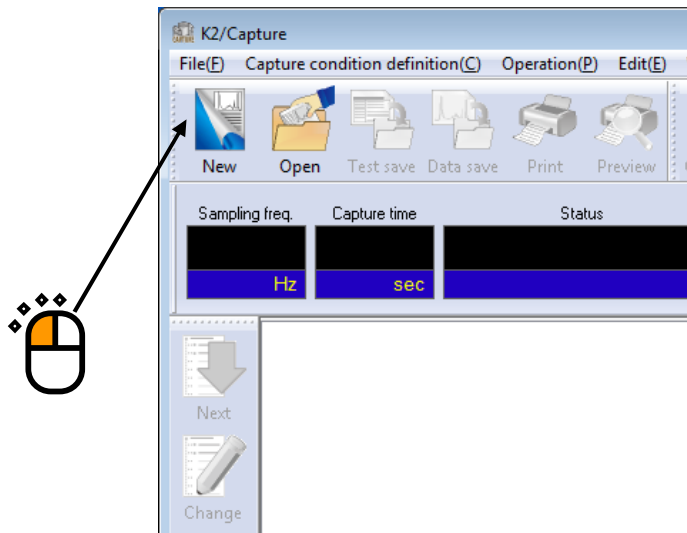 K2/Capture
File(F) Capture condition definition(C) Operation(P) Edit(E)
New Open Test save Data save Print Preview
Sampling freq. Capture time Status
Hz sec
Next
Change